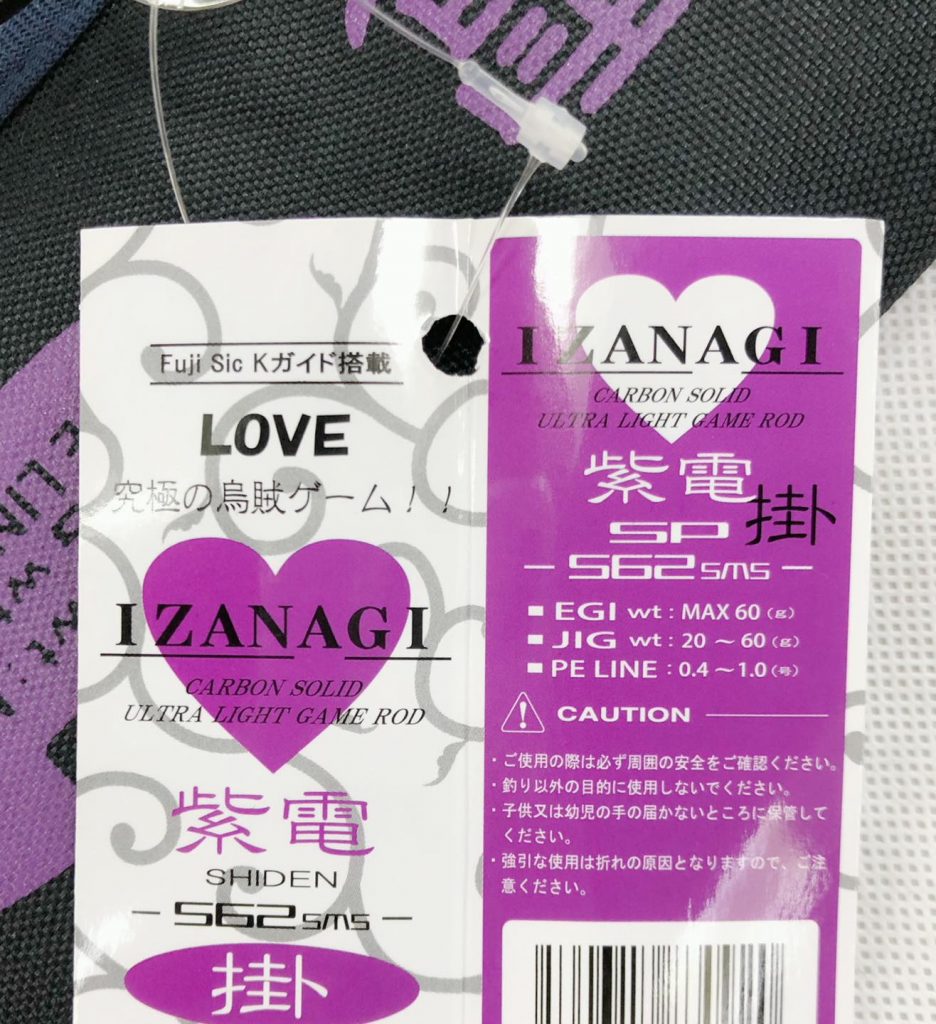 Fuji Sic Kガイド搭載
LOVE
究極の烏賊ゲーム！！
IZANAGI
CARBON SOLID
ULTRA LIGHT GAME ROD
紫電
SHIDEN
− S62SMS −
掛
IZANAGI
CARBON SOLID
ULTRA LIGHT GAME ROD
紫電
SP 掛
− S62SMS −
■ EGI wt : MAX 60 (g)
■ JIG wt : 20 ～ 60 (g)
■ PE LINE : 0.4 ～ 1.0 (号)
CAUTION
・ご使用の際は必ず周囲の安全をご確認ください。
・釣り以外の目的に使用しないでください。
・子供又は幼児の手の届かないところに保管して
ください。
・強引な使用は折れの原因となりますので、ご注
意ください。